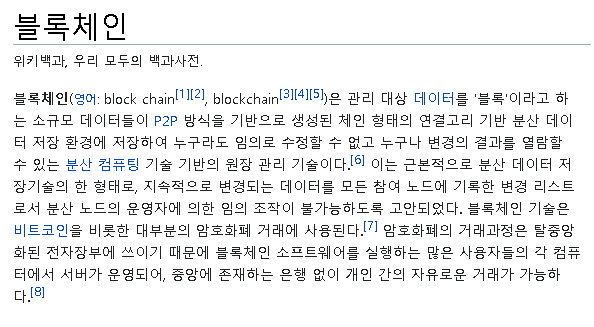 블록체인
위키백과, 우리 모두의 백과사전.
블록체인(영어: block chain[1][2], blockchain[3][4][5])은 관리 대상 데이터를 '블록'이라고 하
는 소규모 데이터들이 P2P 방식을 기반으로 생성된 체인 형태의 연결고리 기반 분산 데이
터 저장 환경에 저장하여 누구라도 임의로 수정할 수 없고 누구나 변경의 결과를 열람할
수 있는 분산 컴퓨팅 기술 기반의 원장 관리 기술이다.[6] 이는 근본적으로 분산 데이터 저
장기술의 한 형태로, 지속적으로 변경되는 데이터를 모든 참여 노드에 기록한 변경 리스트
로서 분산 노드의 운영자에 의한 임의 조작이 불가능하도록 고안되었다. 블록체인 기술은
비트코인을 비롯한 대부분의 암호화폐 거래에 사용된다.[7] 암호화폐의 거래과정은 탈중앙
화된 전자장부에 쓰이기 때문에 블록체인 소프트웨어를 실행하는 많은 사용자들의 각 컴퓨
터에서 서버가 운영되어, 중앙에 존재하는 은행 없이 개인 간의 자유로운 거래가 가능하
다.[8]